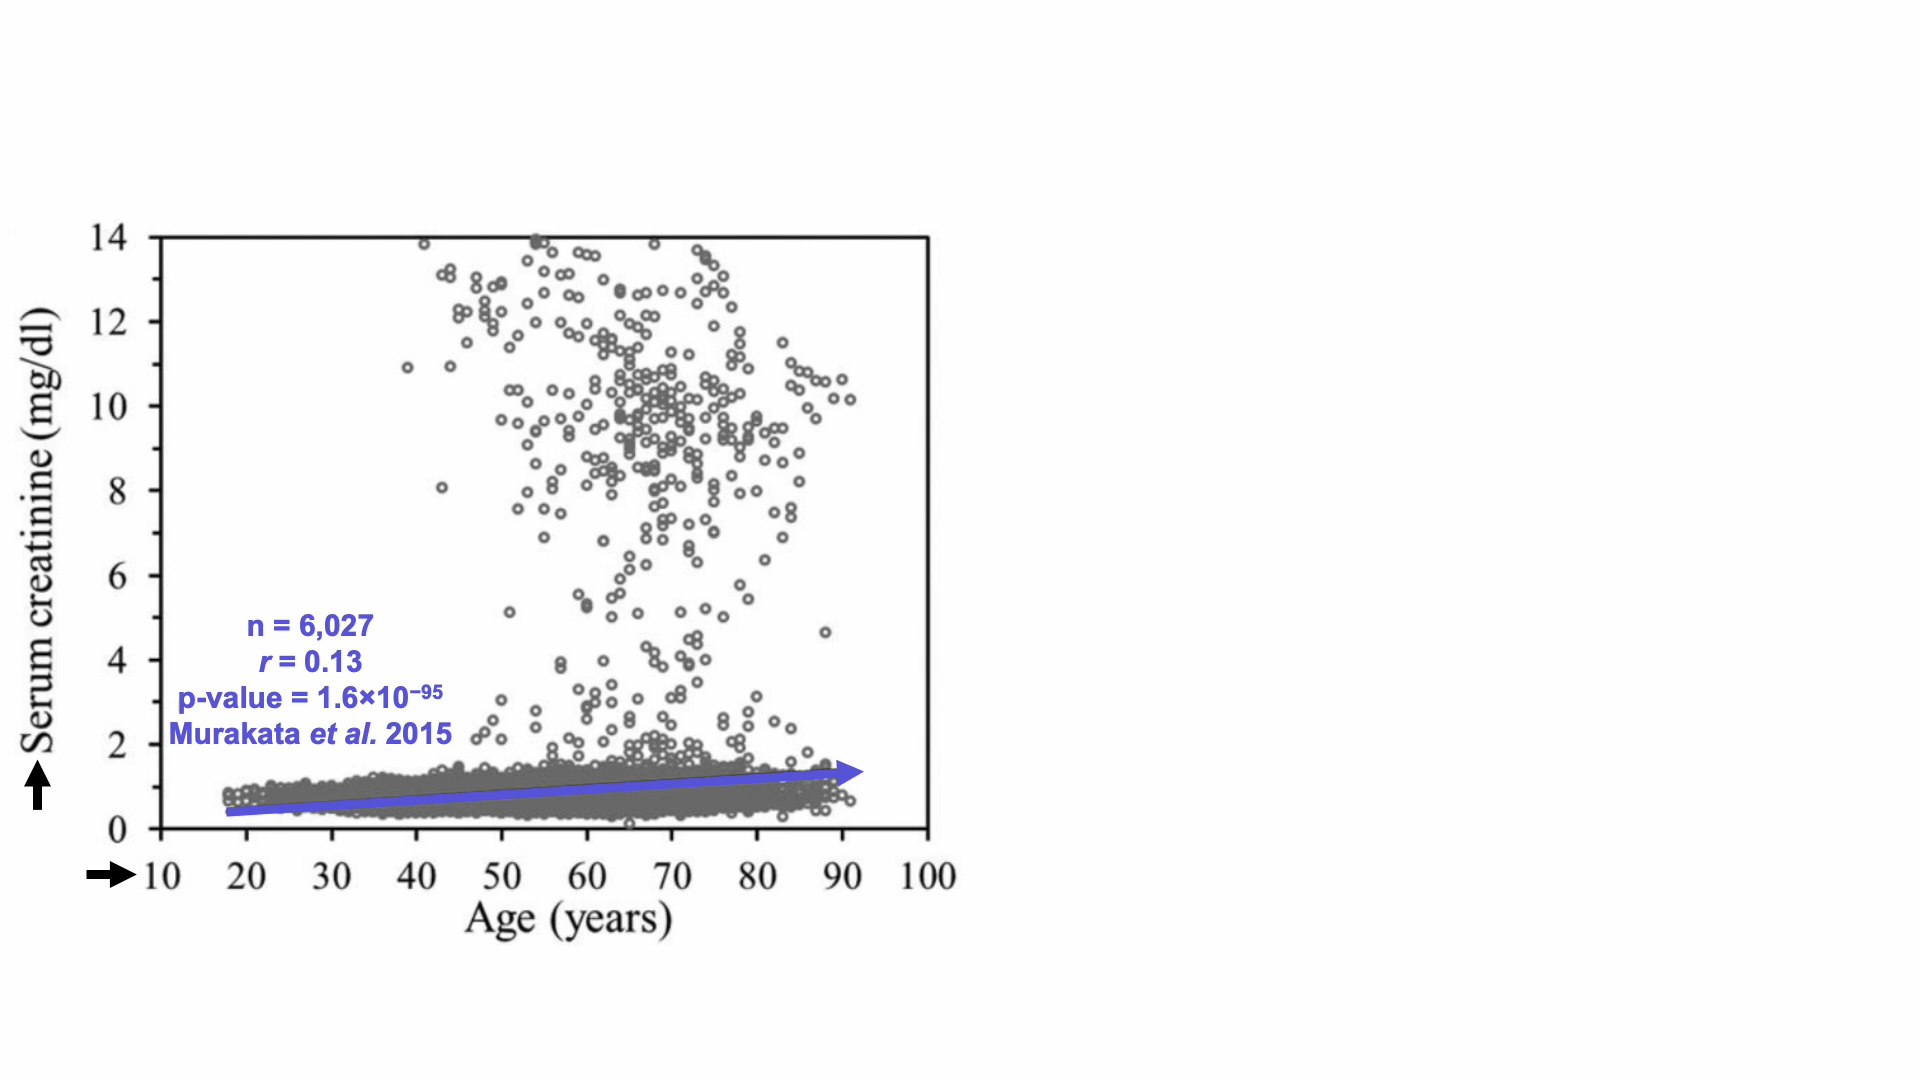 14
12
10
8
6
4
2
0
Serum creatinine (mg/dl)
n = 6,027
r = 0.13
p-value = 1.6×10⁻⁹⁵
Murakata et al. 2015
10 20 30 40 50 60 70 80 90 100
Age (years)